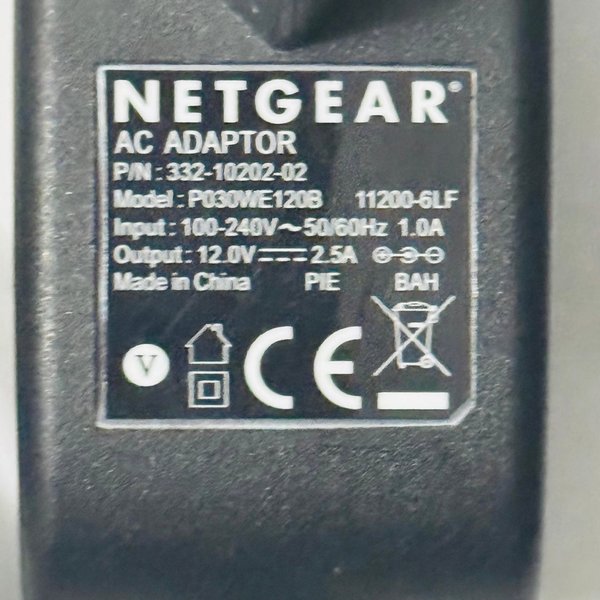 NETGEAR®
AC ADAPTOR
P/N : 332-10202-02
Model : P030WE120B 11200-6LF
Input : 100-240V~50/60Hz 1.0A
Output : 12.0V⎓2.5A
Made in China PIE BAH
V
CE